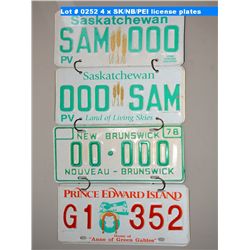 Lot # 0252 4 x SK/NB/PEI license plates
Saskatchewan
SAM 000
PV
Saskatchewan
000 SAM
PV Land of Living Skies
NEW BRUNSWICK 78
00-000
NOUVEAU - BRUNSWICK
PRINCE EDWARD ISLAND
G1 352
Home of
"Anne of Green Gables"